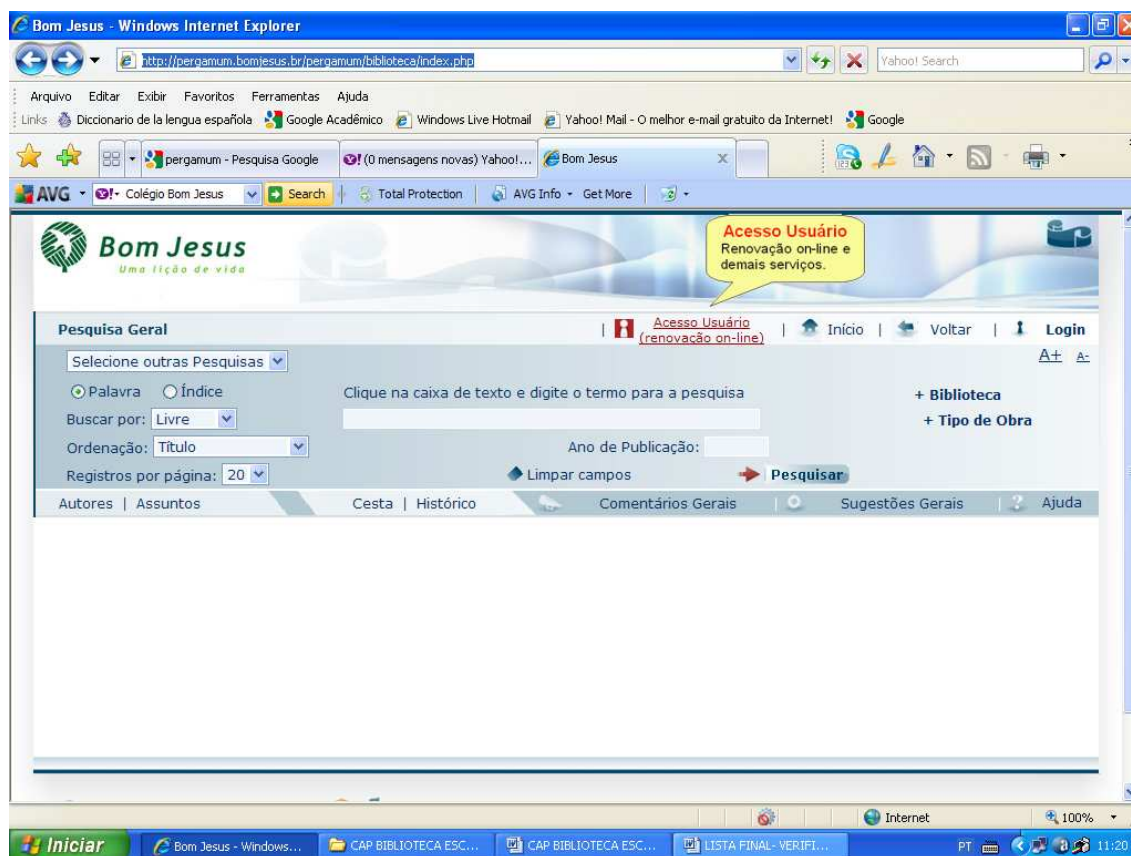 Bom Jesus - Windows Internet Explorer
http://pergamum.bomjesus.br/pergamum/biblioteca/index.php
Yahoo! Search
Arquivo Editar Exibir Favoritos Ferramentas Ajuda
Links Diccionario de la lengua española Google Acadêmico Windows Live Hotmail Yahoo! Mail - O melhor e-mail gratuito da Internet! Google
pergamum - Pesquisa Google (0 mensagens novas) Yahoo!... Bom Jesus
AVG Colégio Bom Jesus Search Total Protection AVG Info Get More
Bom Jesus
Uma lição de vida
Acesso Usuário
Renovação on-line e
demais serviços.
Pesquisa Geral | Acesso Usuário | Início | Voltar | Login
(renovação on-line)
Selecione outras Pesquisas A+ A-
Palavra Índice Clique na caixa de texto e digite o termo para a pesquisa + Biblioteca
Buscar por: Livre + Tipo de Obra
Ordenação: Título Ano de Publicação:
Registros por página: 20 Limpar campos Pesquisar
Autores | Assuntos Cesta | Histórico Comentários Gerais | Sugestões Gerais | Ajuda
Internet 100%
Iniciar Bom Jesus - Windows... CAP BIBLIOTECA ESC... CAP BIBLIOTECA ESC... LISTA FINAL- VERIFI... PT 11:20